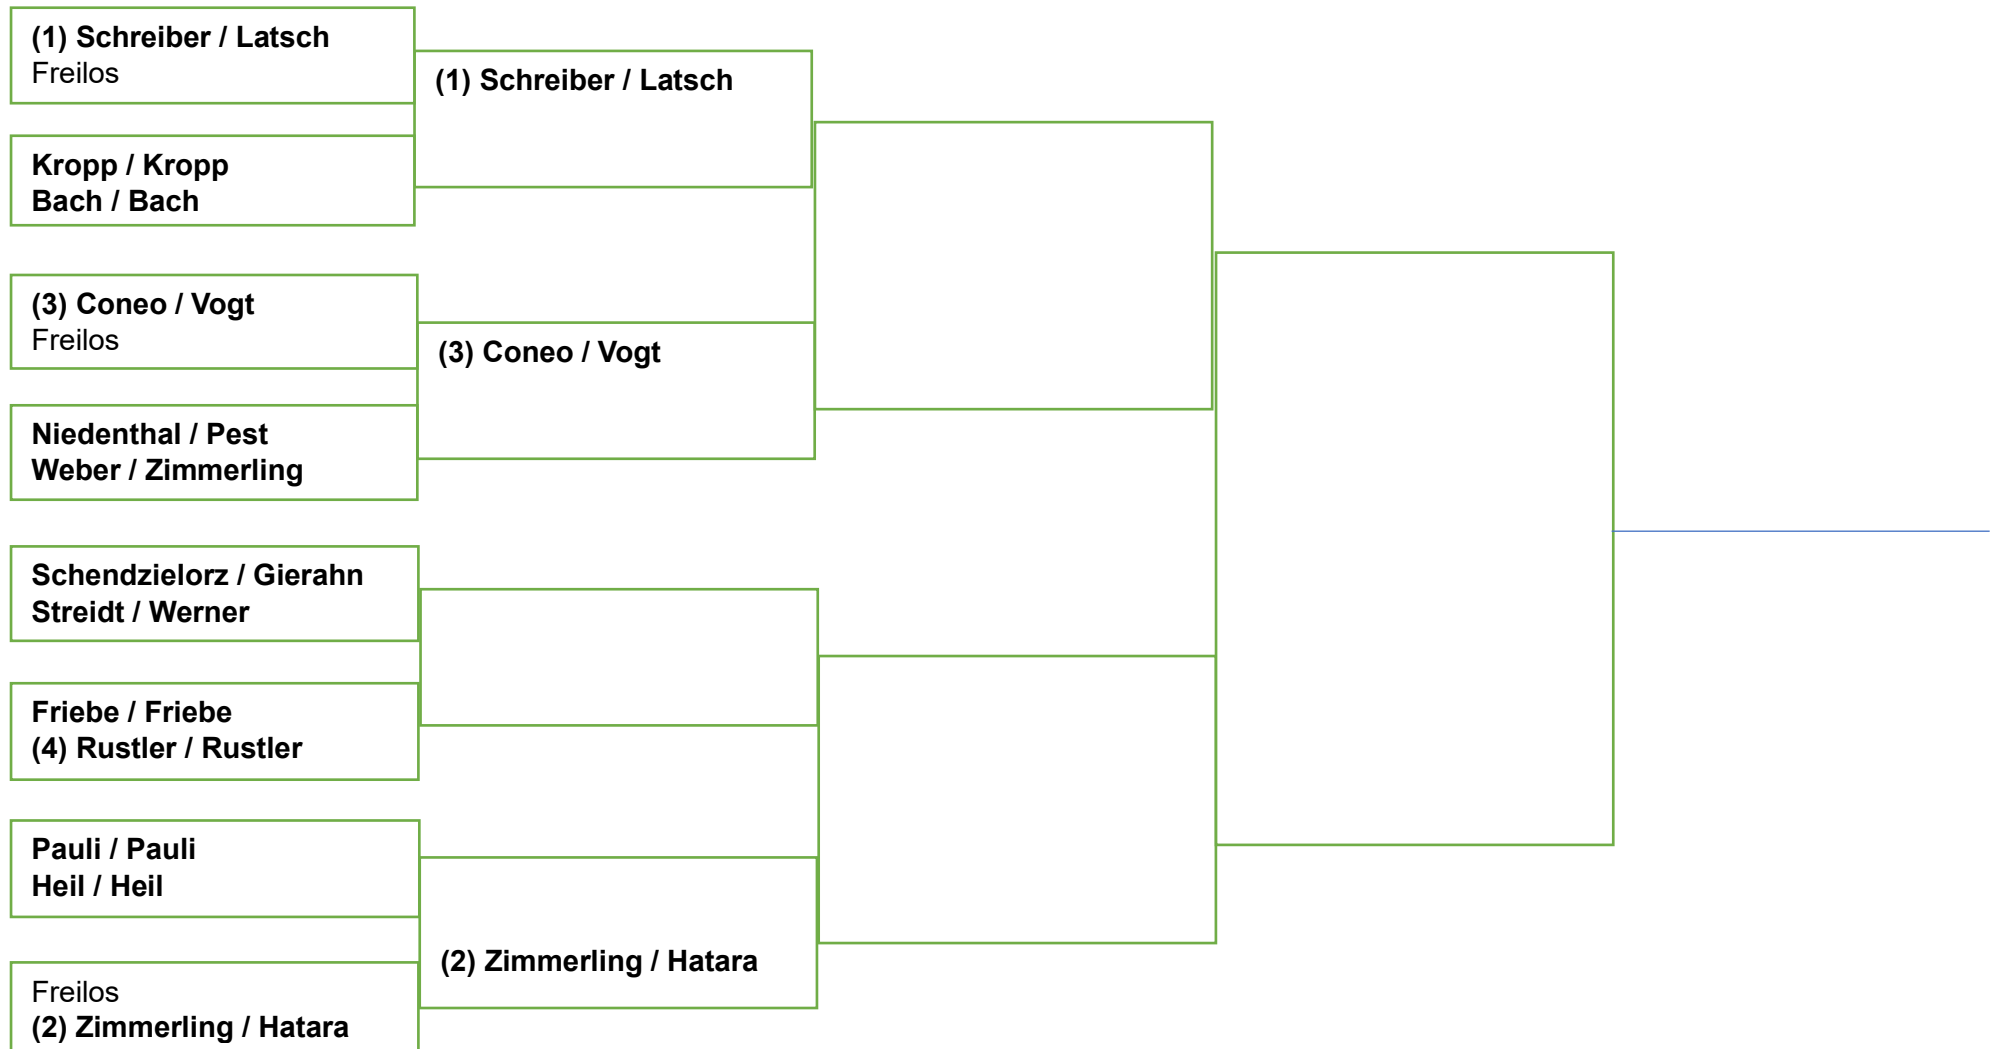 (1) Schreiber / Latsch
Freilos
Kropp / Kropp
Bach / Bach
(3) Coneo / Vogt
Freilos
Niedenthal / Pest
Weber / Zimmerling
Schendzielorz / Gierahn
Streidt / Werner
Friebe / Friebe
(4) Rustler / Rustler
Pauli / Pauli
Heil / Heil
Freilos
(2) Zimmerling / Hatara
(1) Schreiber / Latsch
(3) Coneo / Vogt
(2) Zimmerling / Hatara